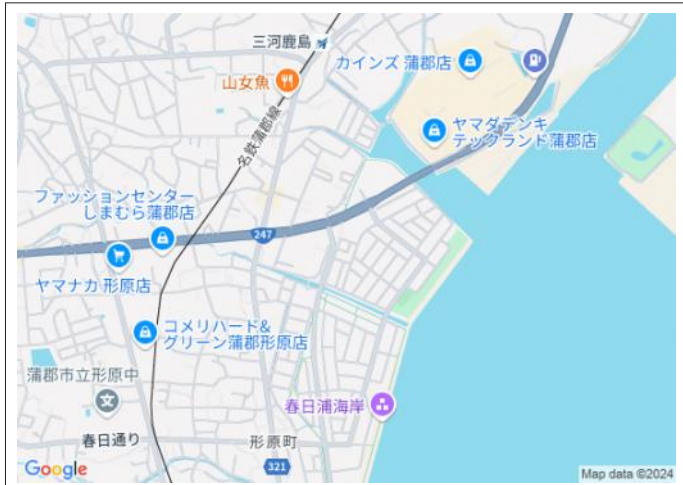 三河鹿島
カインズ 蒲郡店
山女魚
ヤマダデンキ
テックランド蒲郡店
名鉄蒲郡線
ファッションセンター
しまむら蒲郡店
247
ヤマナカ 形原店
コメリハード&
グリーン蒲郡形原店
蒲郡市立形原中
文
春日浦海岸
春日通り
形原町
321
Google
Map data ©2024